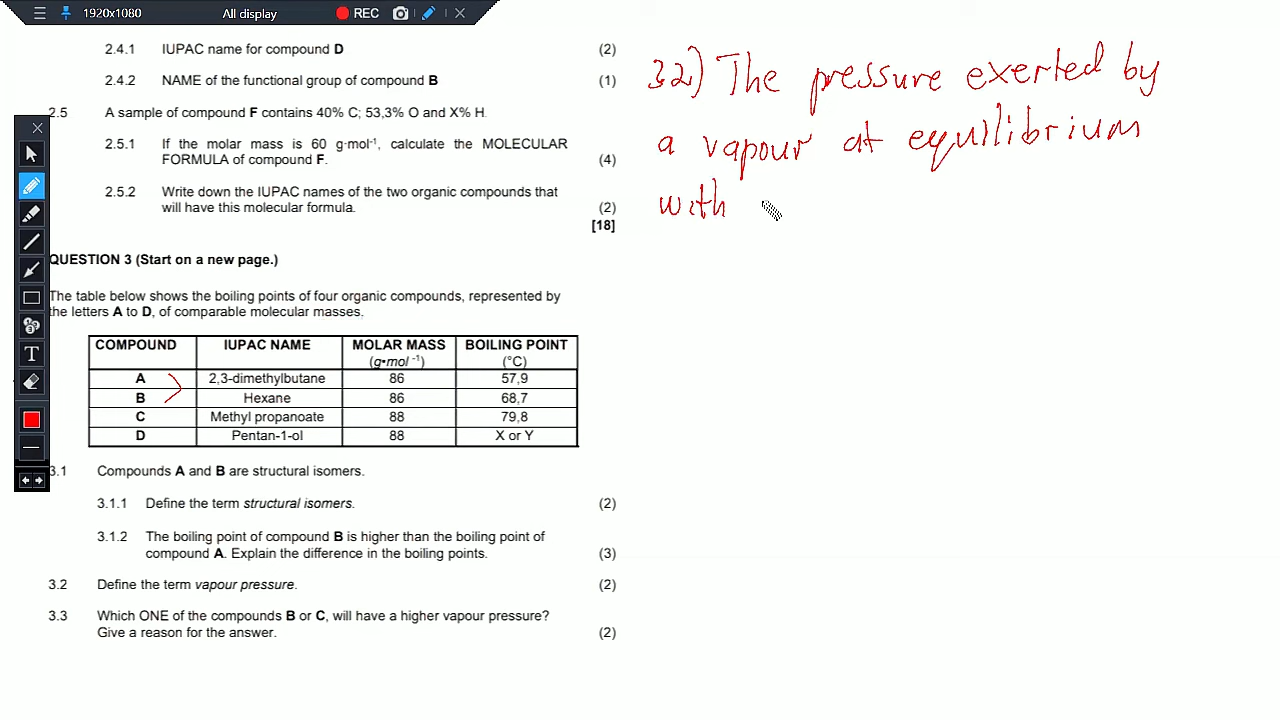 1920x1080 All display REC
2.4.1 IUPAC name for compound D (2)
2.4.2 NAME of the functional group of compound B (1)
2.5 A sample of compound F contains 40% C; 53,3% O and X% H.
2.5.1 If the molar mass is 60 g·mol-1, calculate the MOLECULAR
FORMULA of compound F. (4)
2.5.2 Write down the IUPAC names of the two organic compounds that
will have this molecular formula. (2)
[18]
QUESTION 3 (Start on a new page.)
The table below shows the boiling points of four organic compounds, represented by
the letters A to D, of comparable molecular masses.
COMPOUND IUPAC NAME MOLAR MASS BOILING POINT
(g•mol -1) (°C)
A 2,3-dimethylbutane 86 57,9
B Hexane 86 68,7
C Methyl propanoate 88 79,8
D Pentan-1-ol 88 X or Y
3.1 Compounds A and B are structural isomers.
3.1.1 Define the term structural isomers. (2)
3.1.2 The boiling point of compound B is higher than the boiling point of
compound A. Explain the difference in the boiling points. (3)
3.2 Define the term vapour pressure. (2)
3.3 Which ONE of the compounds B or C, will have a higher vapour pressure?
Give a reason for the answer. (2)
3.2) The pressure exerted by
a vapour at equilibrium
with
T